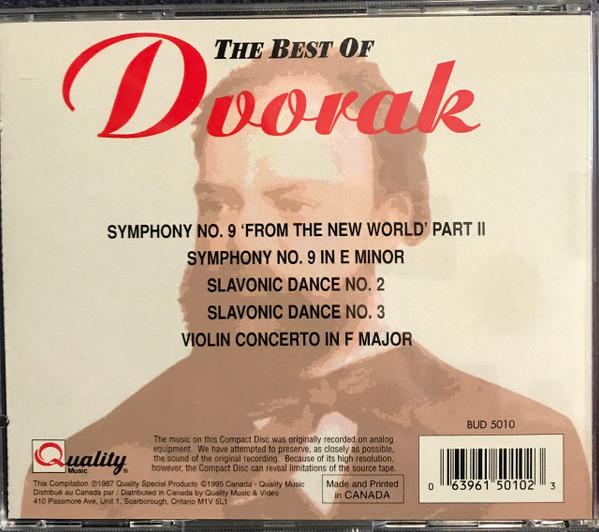 THE BEST OF
Dvorak
SYMPHONY NO. 9 'FROM THE NEW WORLD' PART II
SYMPHONY NO. 9 IN E MINOR
SLAVONIC DANCE NO. 2
SLAVONIC DANCE NO. 3
VIOLIN CONCERTO IN F MAJOR
Quality
Music
®
The music on this Compact Disc was originally recorded on analog
equipment. We have attempted to preserve, as closely as possible,
the sound of the original recording. Because of its high resolution,
however, the Compact Disc can reveal limitations of the source tape.
This Compilation ℗1987 Quality Special Products ©1995 Quality Music
Distribué au Canada par / Distributed in Canada by Quality Music & Video
410 Passmore Ave, Unit 1, Scarborough, Ontario M1V 5L1
Made and Printed
in CANADA
BUD 5010
0 63961 50102 3